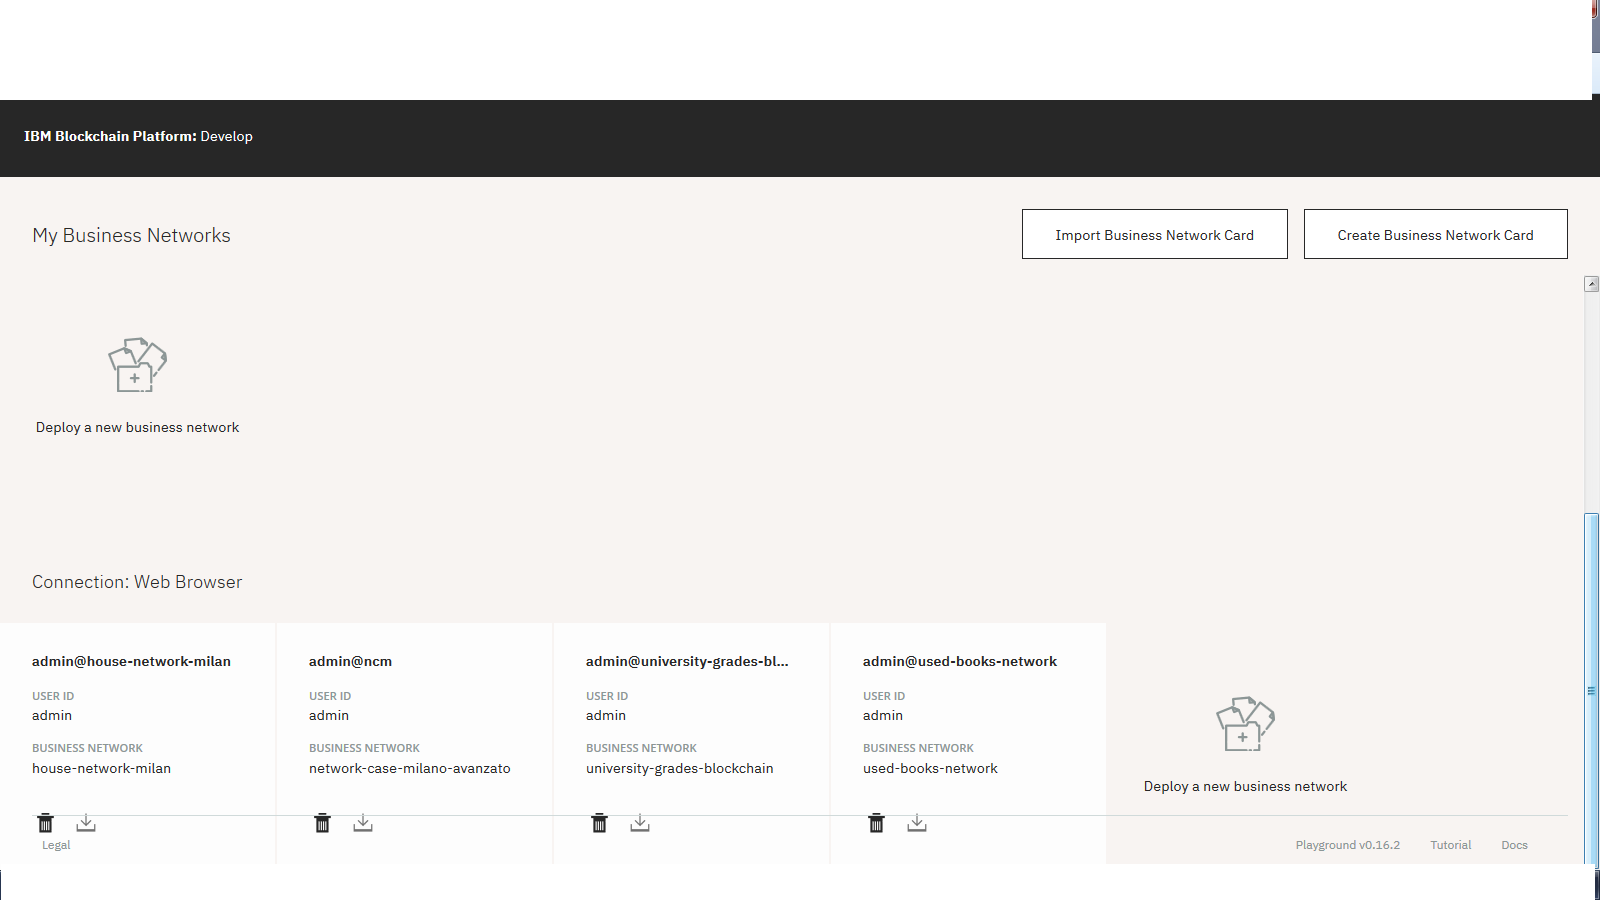 IBM Blockchain Platform: Develop
My Business Networks
Import Business Network Card
Create Business Network Card
Deploy a new business network
Connection: Web Browser
admin@house-network-milan
USER ID
admin
BUSINESS NETWORK
house-network-milan
admin@ncm
USER ID
admin
BUSINESS NETWORK
network-case-milano-avanzato
admin@university-grades-bl...
USER ID
admin
BUSINESS NETWORK
university-grades-blockchain
admin@used-books-network
USER ID
admin
BUSINESS NETWORK
used-books-network
Deploy a new business network
Legal
Playground v0.16.2
Tutorial
Docs